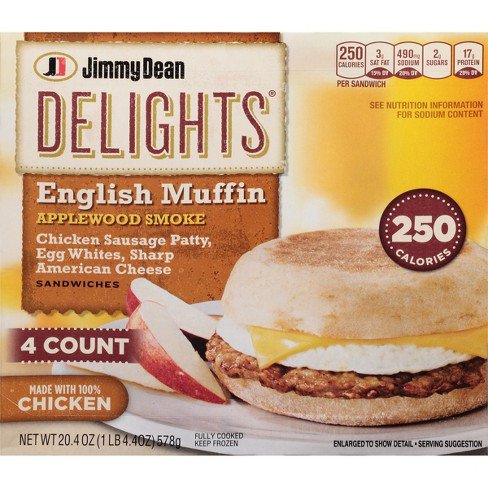 Jimmy Dean
DELIGHTS®
English Muffin
APPLEWOOD SMOKE
Chicken Sausage Patty,
Egg Whites, Sharp
American Cheese
SANDWICHES
4 COUNT
MADE WITH 100%
CHICKEN
NET WT 20.4 OZ (1 LB 4.4OZ) 578g
FULLY COOKED
KEEP FROZEN
250 CALORIES
3g SAT FAT 15% DV
490mg SODIUM 20% DV
2g SUGARS
17g PROTEIN 28% DV
PER SANDWICH
SEE NUTRITION INFORMATION
FOR SODIUM CONTENT
250
CALORIES
ENLARGED TO SHOW DETAIL • SERVING SUGGESTION